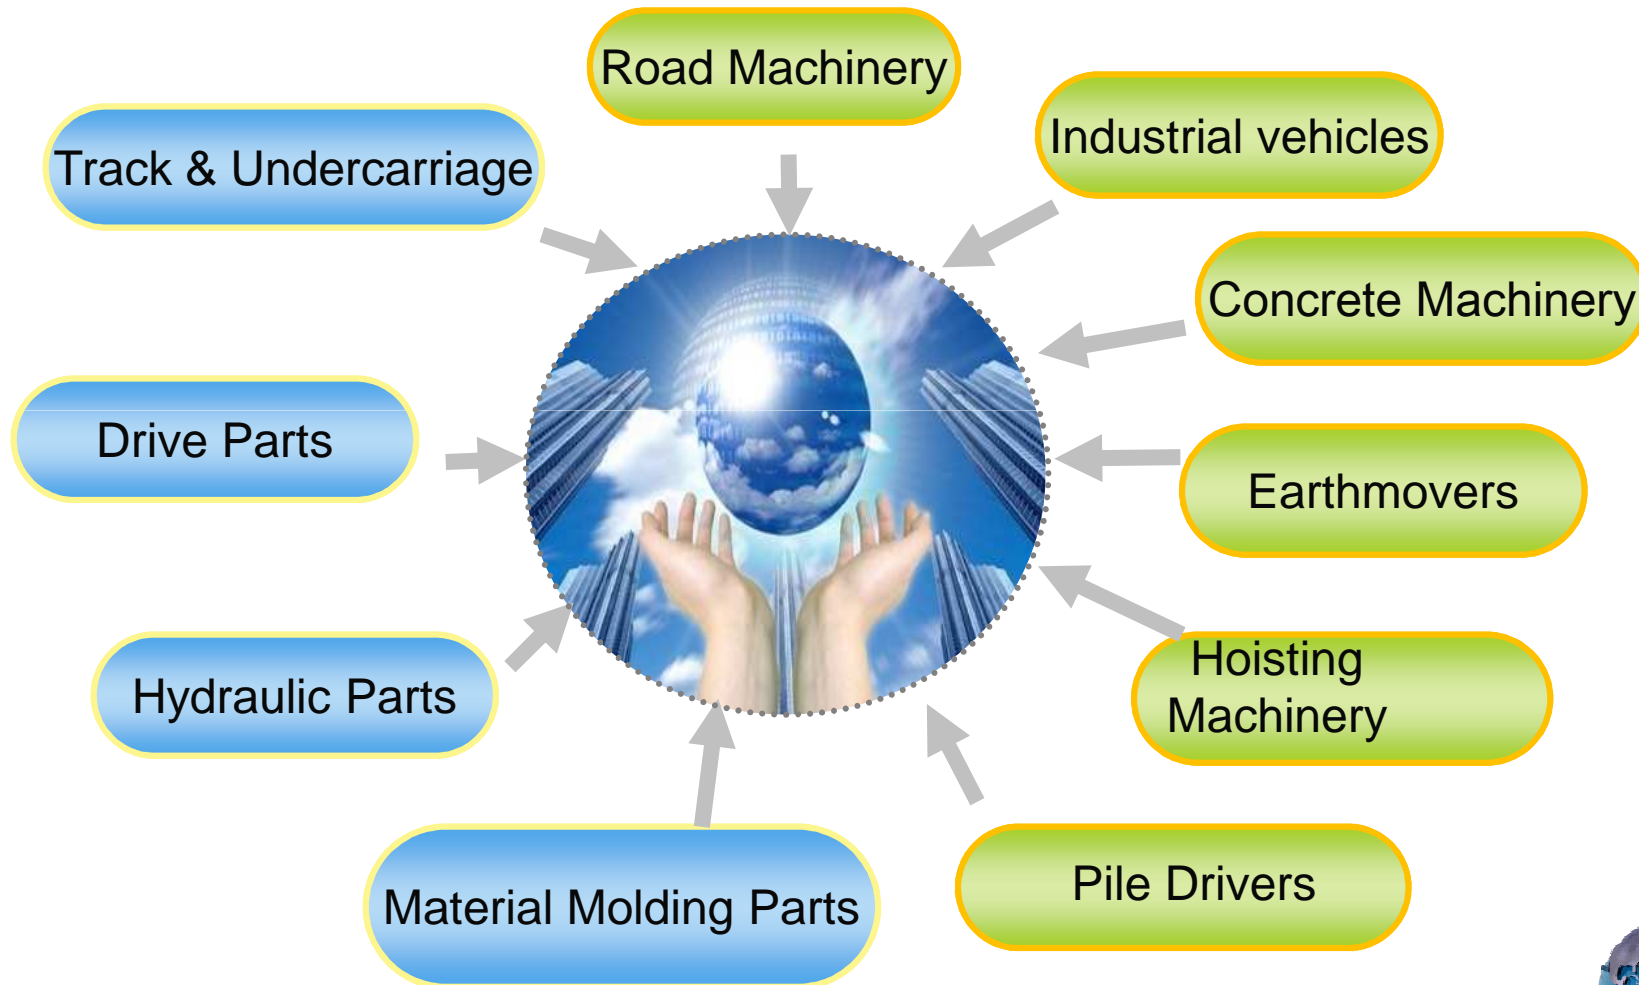 Road Machinery
Industrial vehicles
Track & Undercarriage
Concrete Machinery
Drive Parts
Earthmovers
Hoisting
Machinery
Hydraulic Parts
Pile Drivers
Material Molding Parts